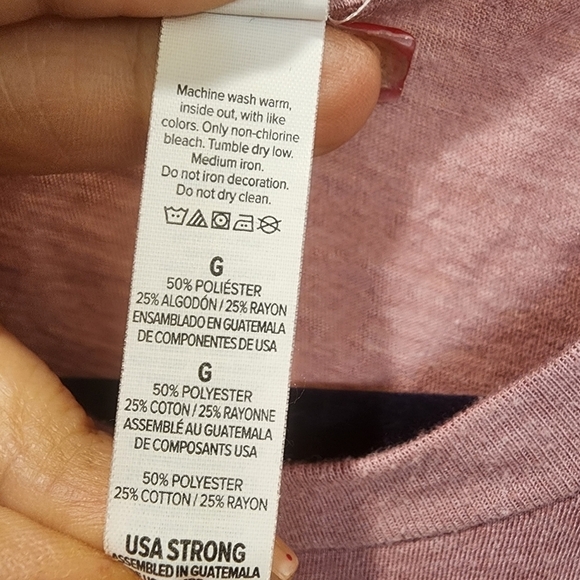 Machine wash warm,
inside out, with like
colors. Only non-chlorine
bleach. Tumble dry low.
Medium iron.
Do not iron decoration.
Do not dry clean.
G
50% POLIÉSTER
25% ALGODÓN / 25% RAYON
ENSAMBLADO EN GUATEMALA
DE COMPONENTES DE USA
G
50% POLYESTER
25% COTON / 25% RAYONNE
ASSEMBLÉ AU GUATEMALA
DE COMPOSANTS USA
50% POLYESTER
25% COTTON / 25% RAYON
USA STRONG
ASSEMBLED IN GUATEMALA